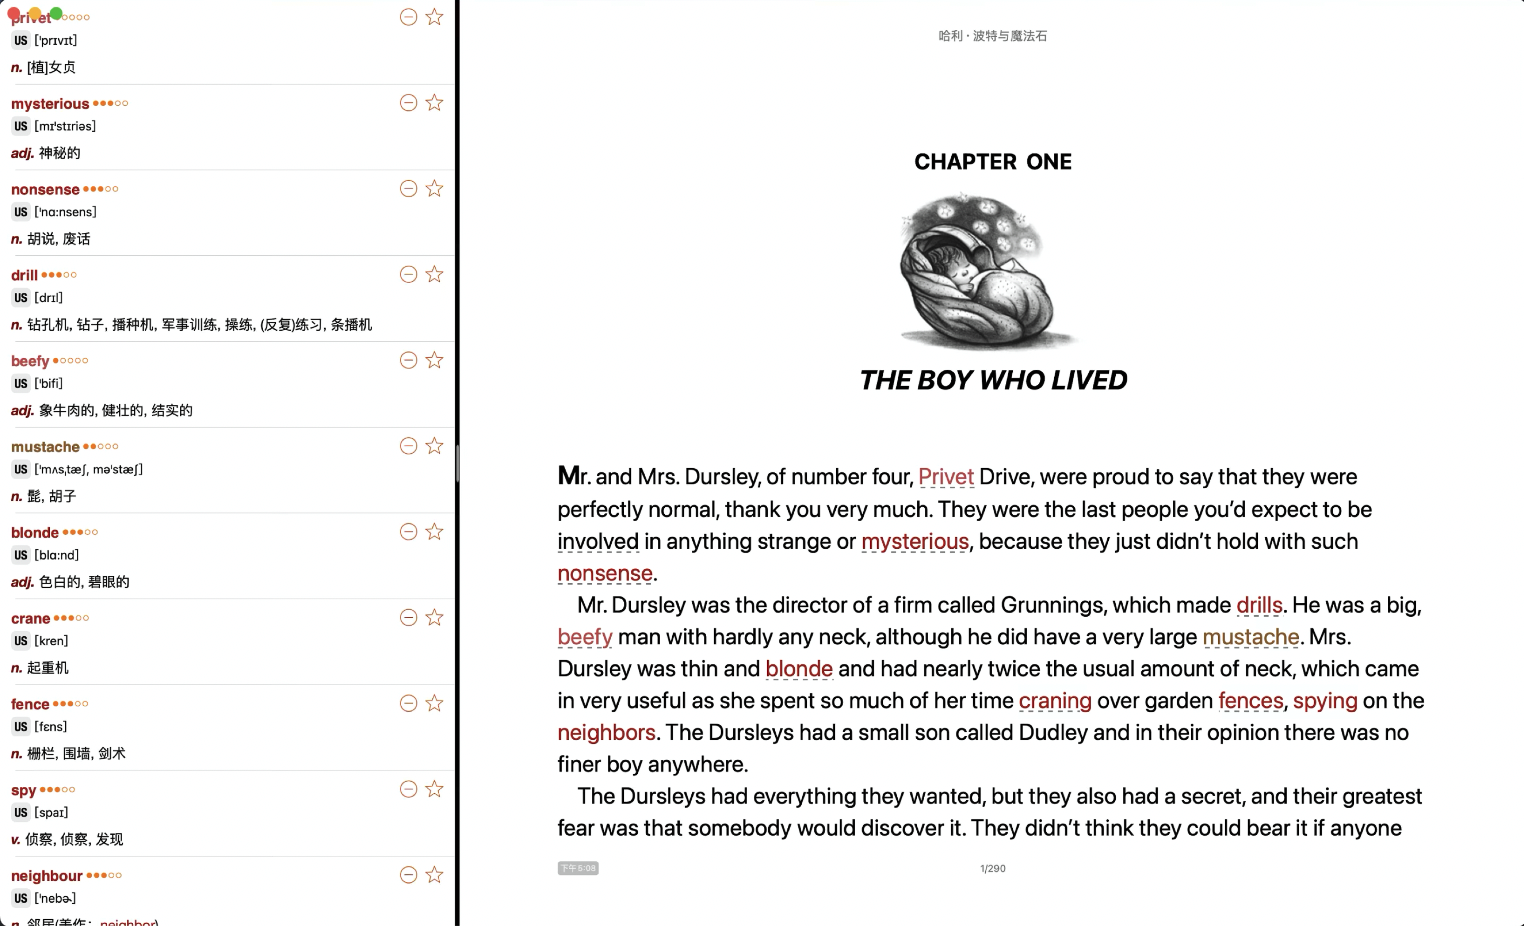 privet
US ['prɪvɪt]
n. [植]女贞
mysterious
US [mɪ'stɪriəs]
adj. 神秘的
nonsense
US ['nɑ:nsens]
n. 胡说, 废话
drill
US [drɪl]
n. 钻孔机, 钻子, 播种机, 军事训练, 操练, (反复)练习, 条播机
beefy
US ['bifi]
adj. 象牛肉的, 健壮的, 结实的
mustache
US ['mʌs,tæʃ, mə'stæʃ]
n. 髭, 胡子
blonde
US [blɑ:nd]
adj. 色白的, 碧眼的
crane
US [kren]
n. 起重机
fence
US [fɛns]
n. 栅栏, 围墙, 剑术
spy
US [spaɪ]
v. 侦察, 侦察, 发现
neighbour
US ['nebɚ]
n. 邻居(美作：neighbor)
哈利 · 波特与魔法石
CHAPTER ONE
THE BOY WHO LIVED
Mr. and Mrs. Dursley, of number four, Privet Drive, were proud to say that they were
perfectly normal, thank you very much. They were the last people you’d expect to be
involved in anything strange or mysterious, because they just didn’t hold with such
nonsense.
Mr. Dursley was the director of a firm called Grunnings, which made drills. He was a big,
beefy man with hardly any neck, although he did have a very large mustache. Mrs.
Dursley was thin and blonde and had nearly twice the usual amount of neck, which came
in very useful as she spent so much of her time craning over garden fences, spying on the
neighbors. The Dursleys had a small son called Dudley and in their opinion there was no
finer boy anywhere.
The Dursleys had everything they wanted, but they also had a secret, and their greatest
fear was that somebody would discover it. They didn’t think they could bear it if anyone
下午5:08
1/290